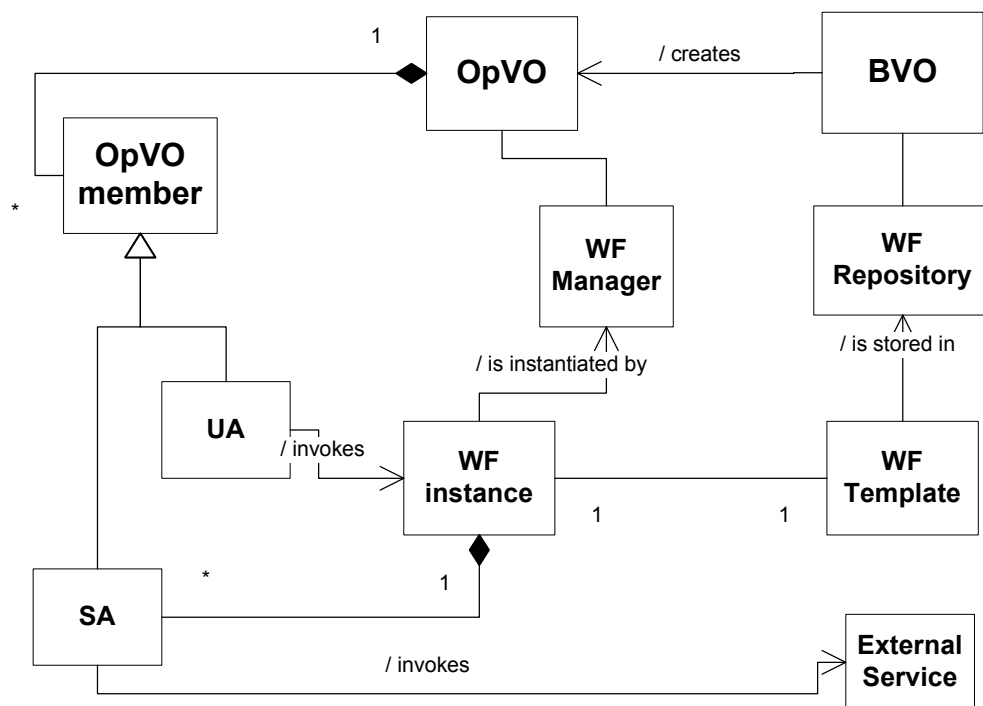 1
OpVO
/ creates
BVO
OpVO
member
*
WF
Manager
WF
Repository
/ is instantiated by
/ is stored in
UA
/ invokes
WF
instance
WF
Template
1
1
*
1
SA
/ invokes
External
Service